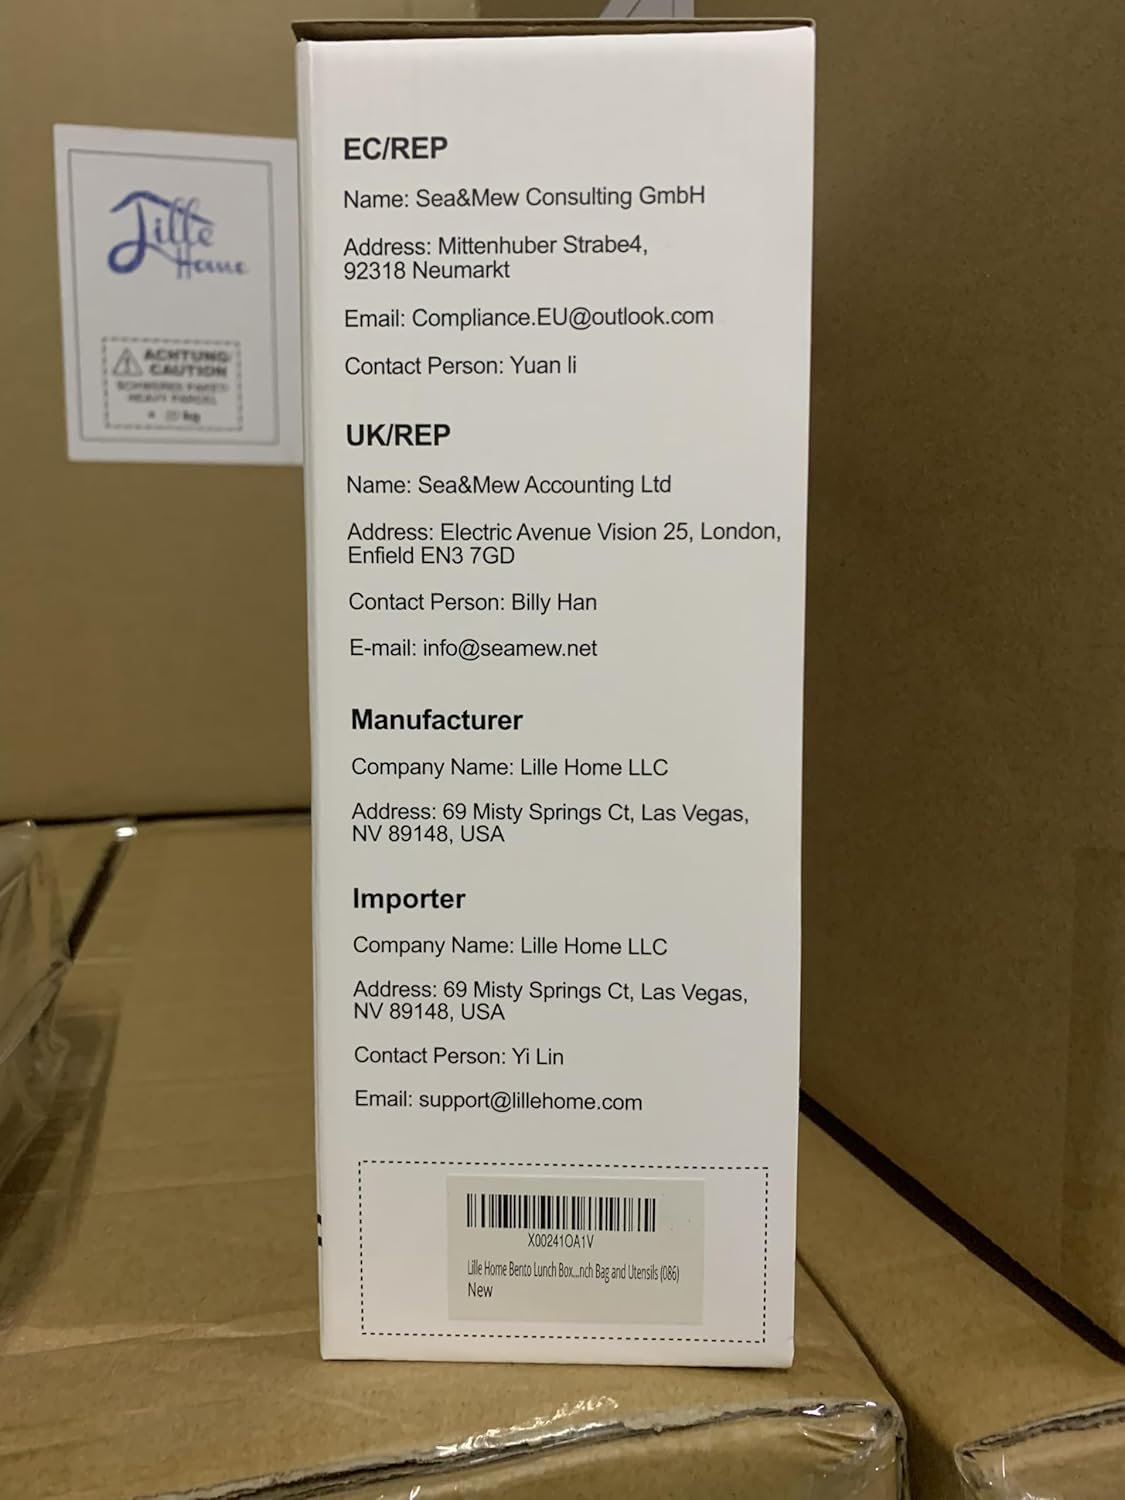 Lille
Home
ACHTUNG/
CAUTION
HEAVY PARCEL
kg
EC/REP
Name: Sea&Mew Consulting GmbH
Address: Mittenhuber Strabe4,
92318 Neumarkt
Email: Compliance.EU@outlook.com
Contact Person: Yuan li
UK/REP
Name: Sea&Mew Accounting Ltd
Address: Electric Avenue Vision 25, London,
Enfield EN3 7GD
Contact Person: Billy Han
E-mail: info@seamew.net
Manufacturer
Company Name: Lille Home LLC
Address: 69 Misty Springs Ct, Las Vegas,
NV 89148, USA
Importer
Company Name: Lille Home LLC
Address: 69 Misty Springs Ct, Las Vegas,
NV 89148, USA
Contact Person: Yi Lin
Email: support@lillehome.com
X00241OA1V
Lille Home Bento Lunch Box...nch Bag and Utensils (086)
New